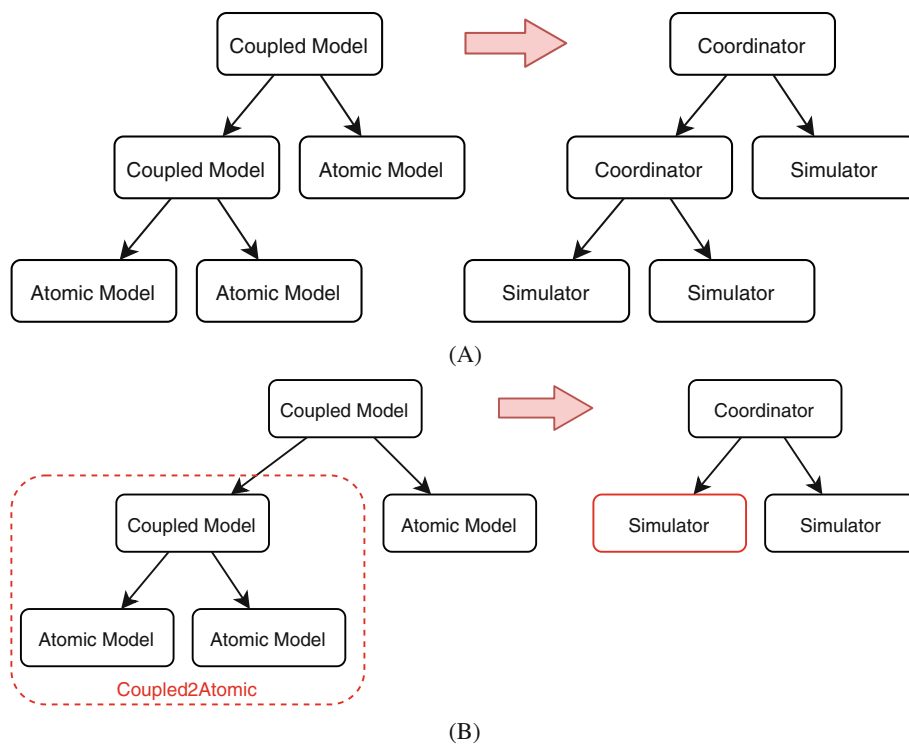 Coupled Model
Coordinator
Coupled Model
Atomic Model
Coordinator
Simulator
Atomic Model
Atomic Model
Simulator
Simulator
(A)
Coupled Model
Coordinator
Coupled Model
Atomic Model
Simulator
Simulator
Atomic Model
Atomic Model
Coupled2Atomic
(B)